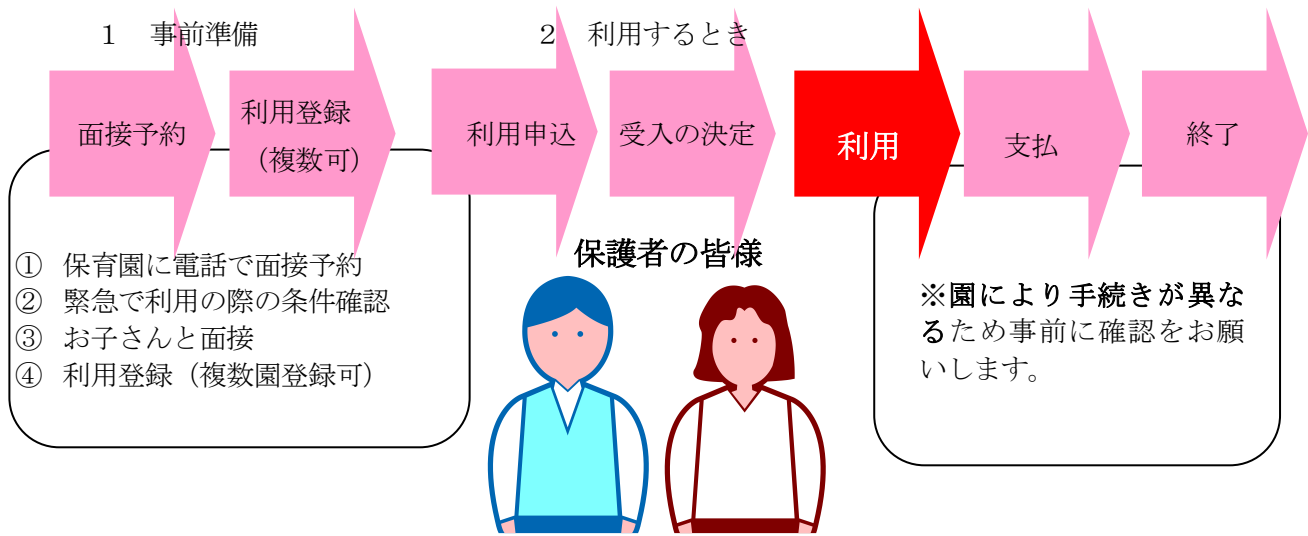 １　事前準備
２　利用するとき
面接予約
利用登録
（複数可）
利用申込
受入の決定
利用
支払
終了
① 保育園に電話で面接予約
② 緊急で利用の際の条件確認
③ お子さんと面接
④ 利用登録（複数園登録可）
保護者の皆様
※園により手続きが異な
るため事前に確認をお願
いします。